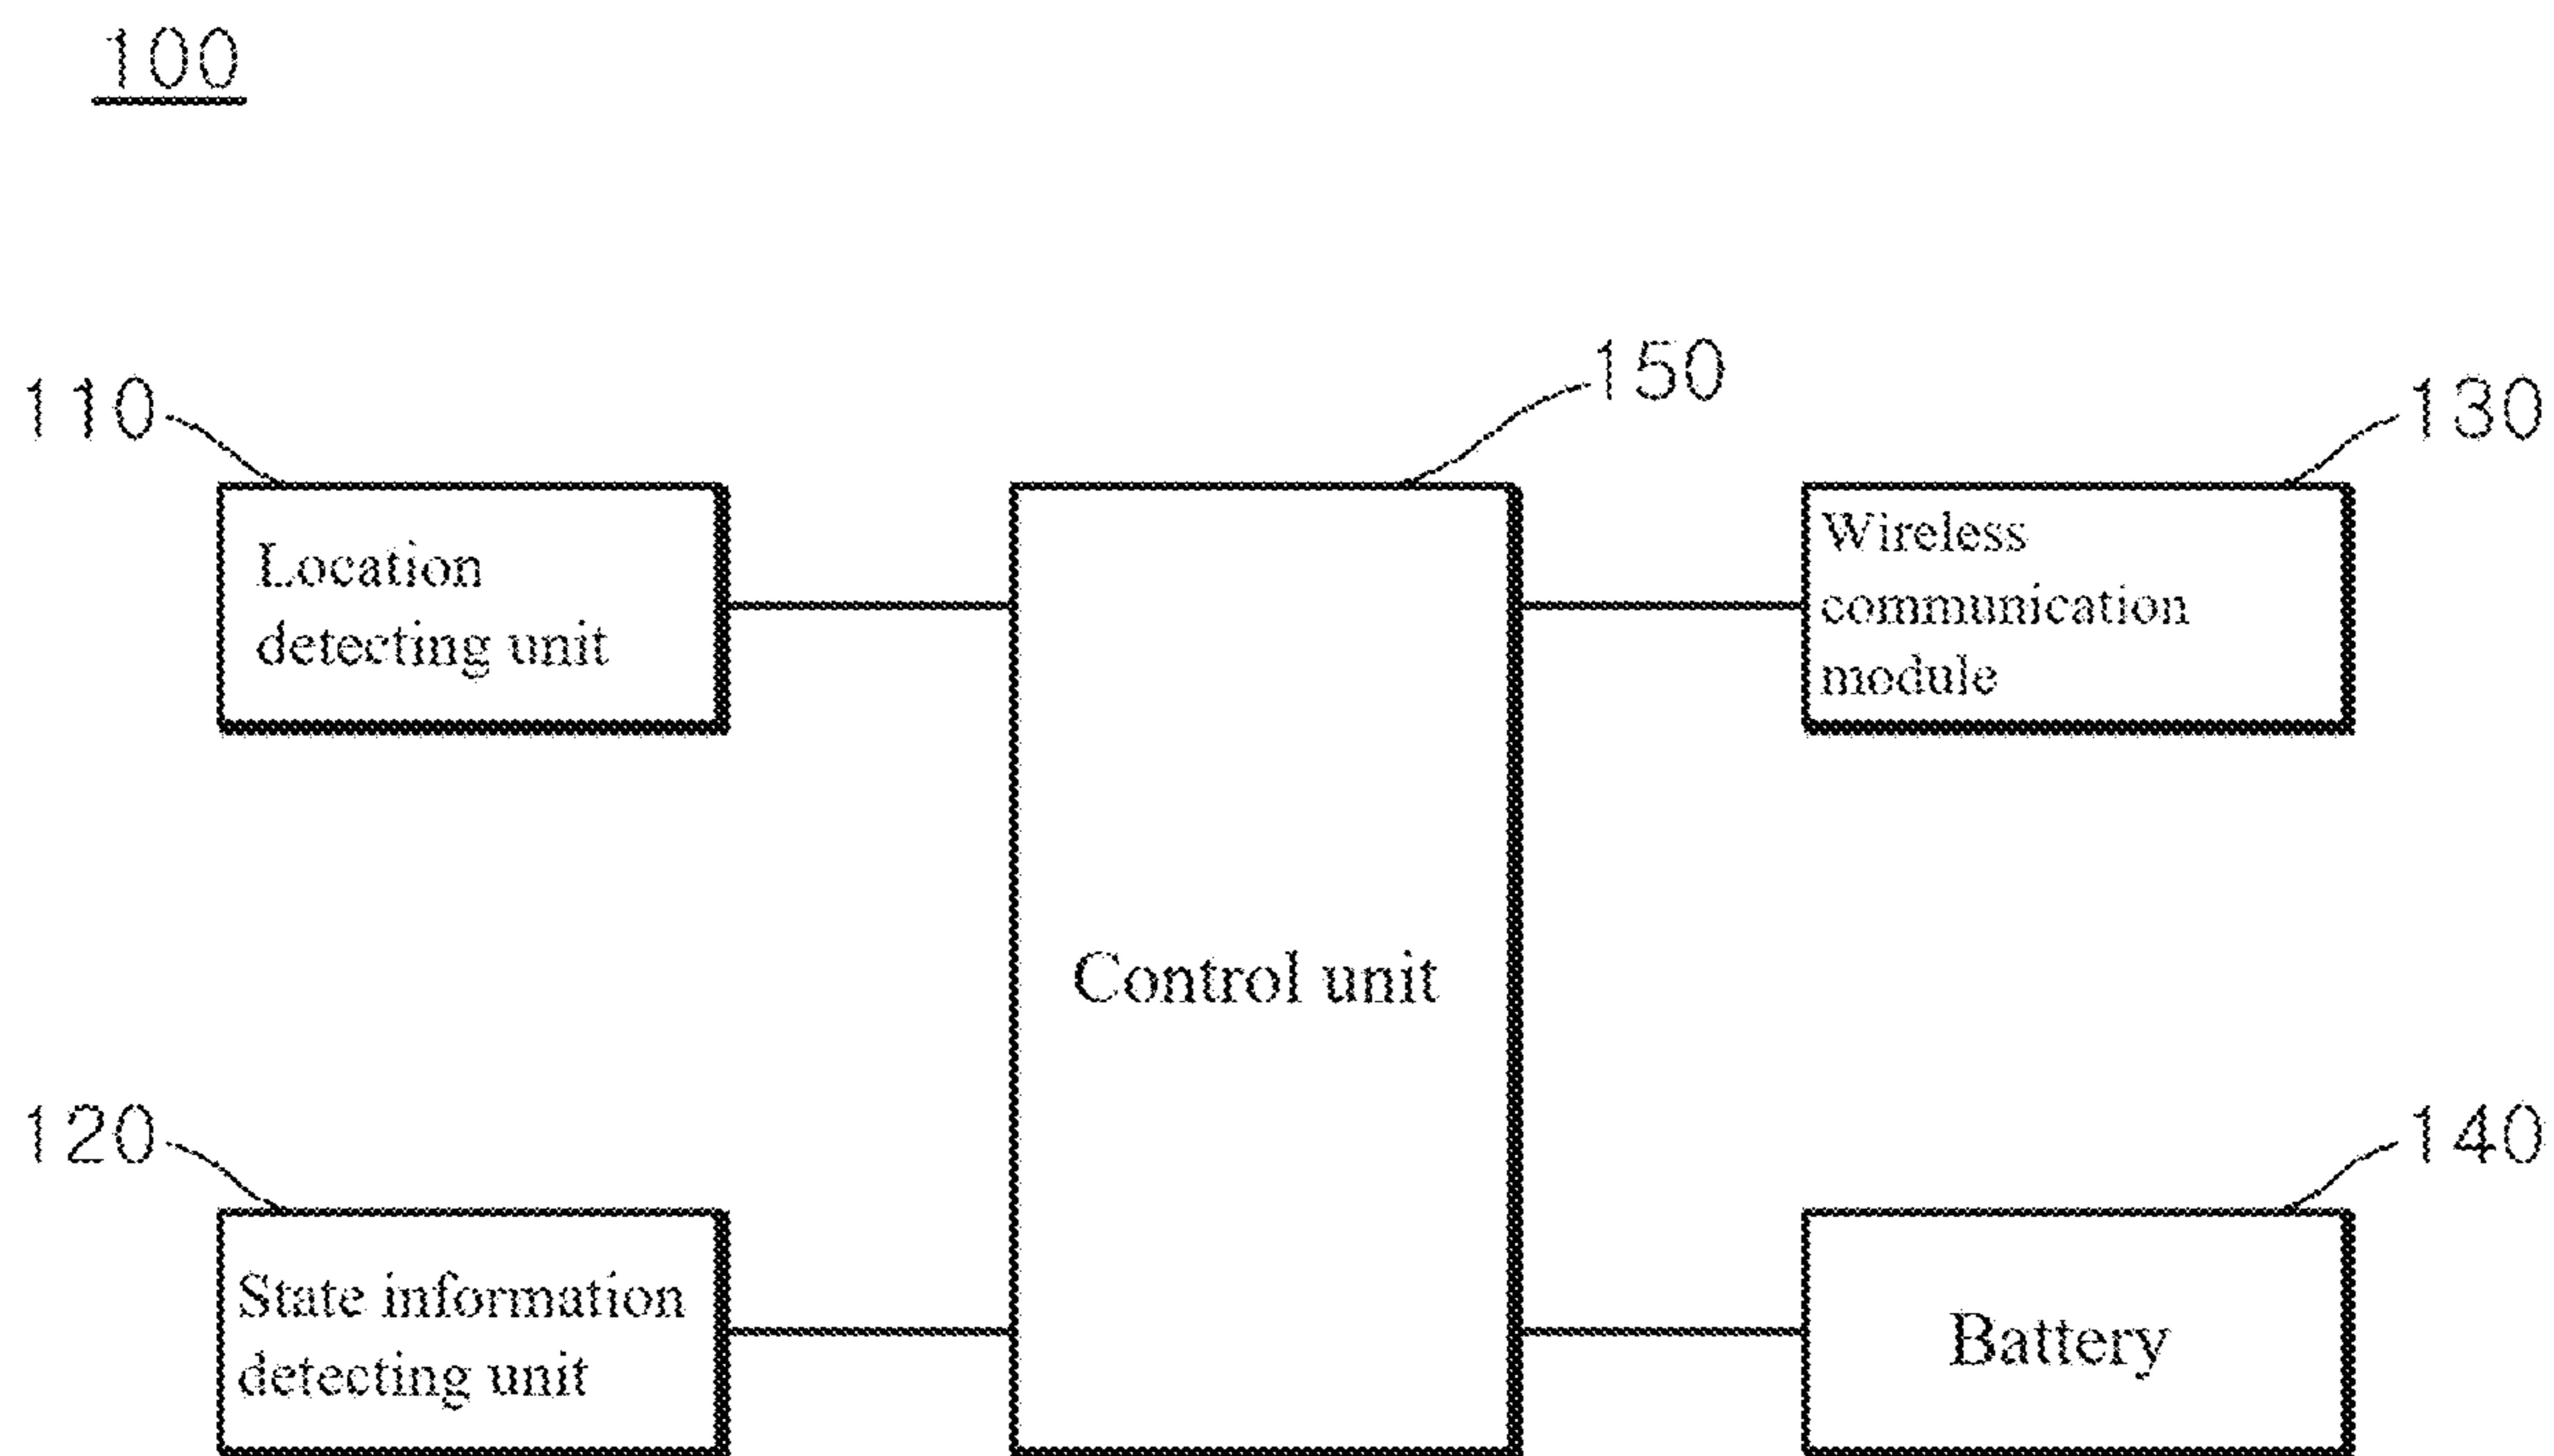 100
110
150
130
Location
detecting unit
Wireless
communication
module
Control unit
120
140
State information
detecting unit
Battery